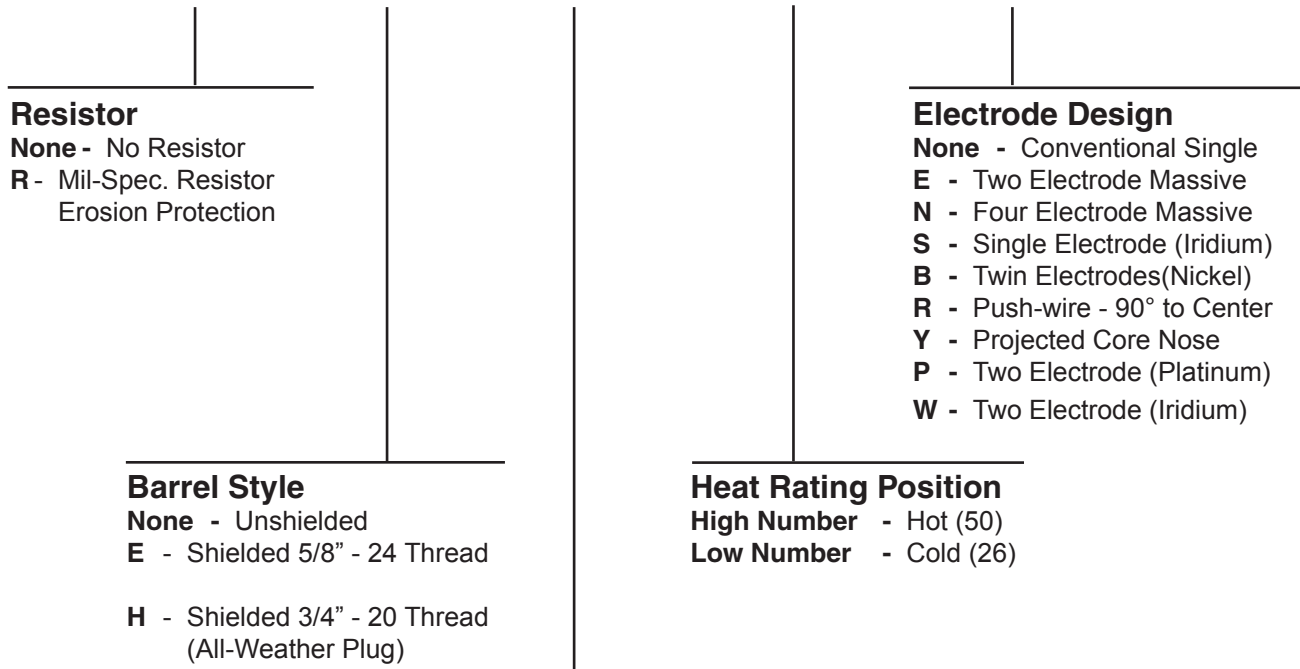 Resistor
None - No Resistor
R - Mil-Spec. Resistor
Erosion Protection
Electrode Design
None - Conventional Single
E - Two Electrode Massive
N - Four Electrode Massive
S - Single Electrode (Iridium)
B - Twin Electrodes(Nickel)
R - Push-wire - 90° to Center
Y - Projected Core Nose
P - Two Electrode (Platinum)
W - Two Electrode (Iridium)
Barrel Style
None - Unshielded
E - Shielded 5/8” - 24 Thread
H - Shielded 3/4” - 20 Thread
(All-Weather Plug)
Heat Rating Position
High Number - Hot (50)
Low Number - Cold (26)